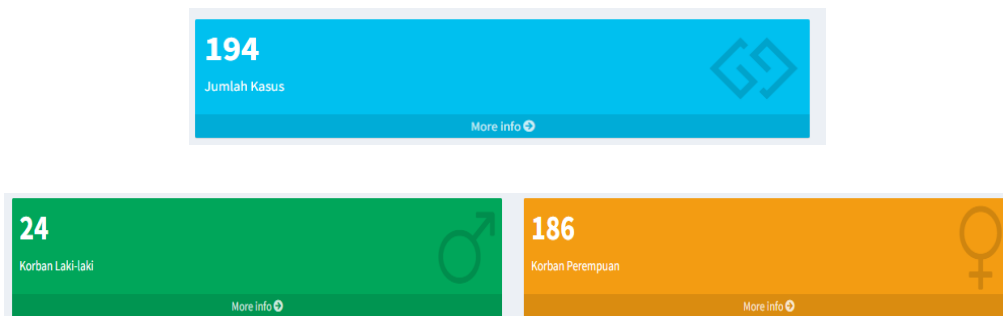 194
Jumlah Kasus
More info
24
Korban Laki-laki
More info
186
Korban Perempuan
More info